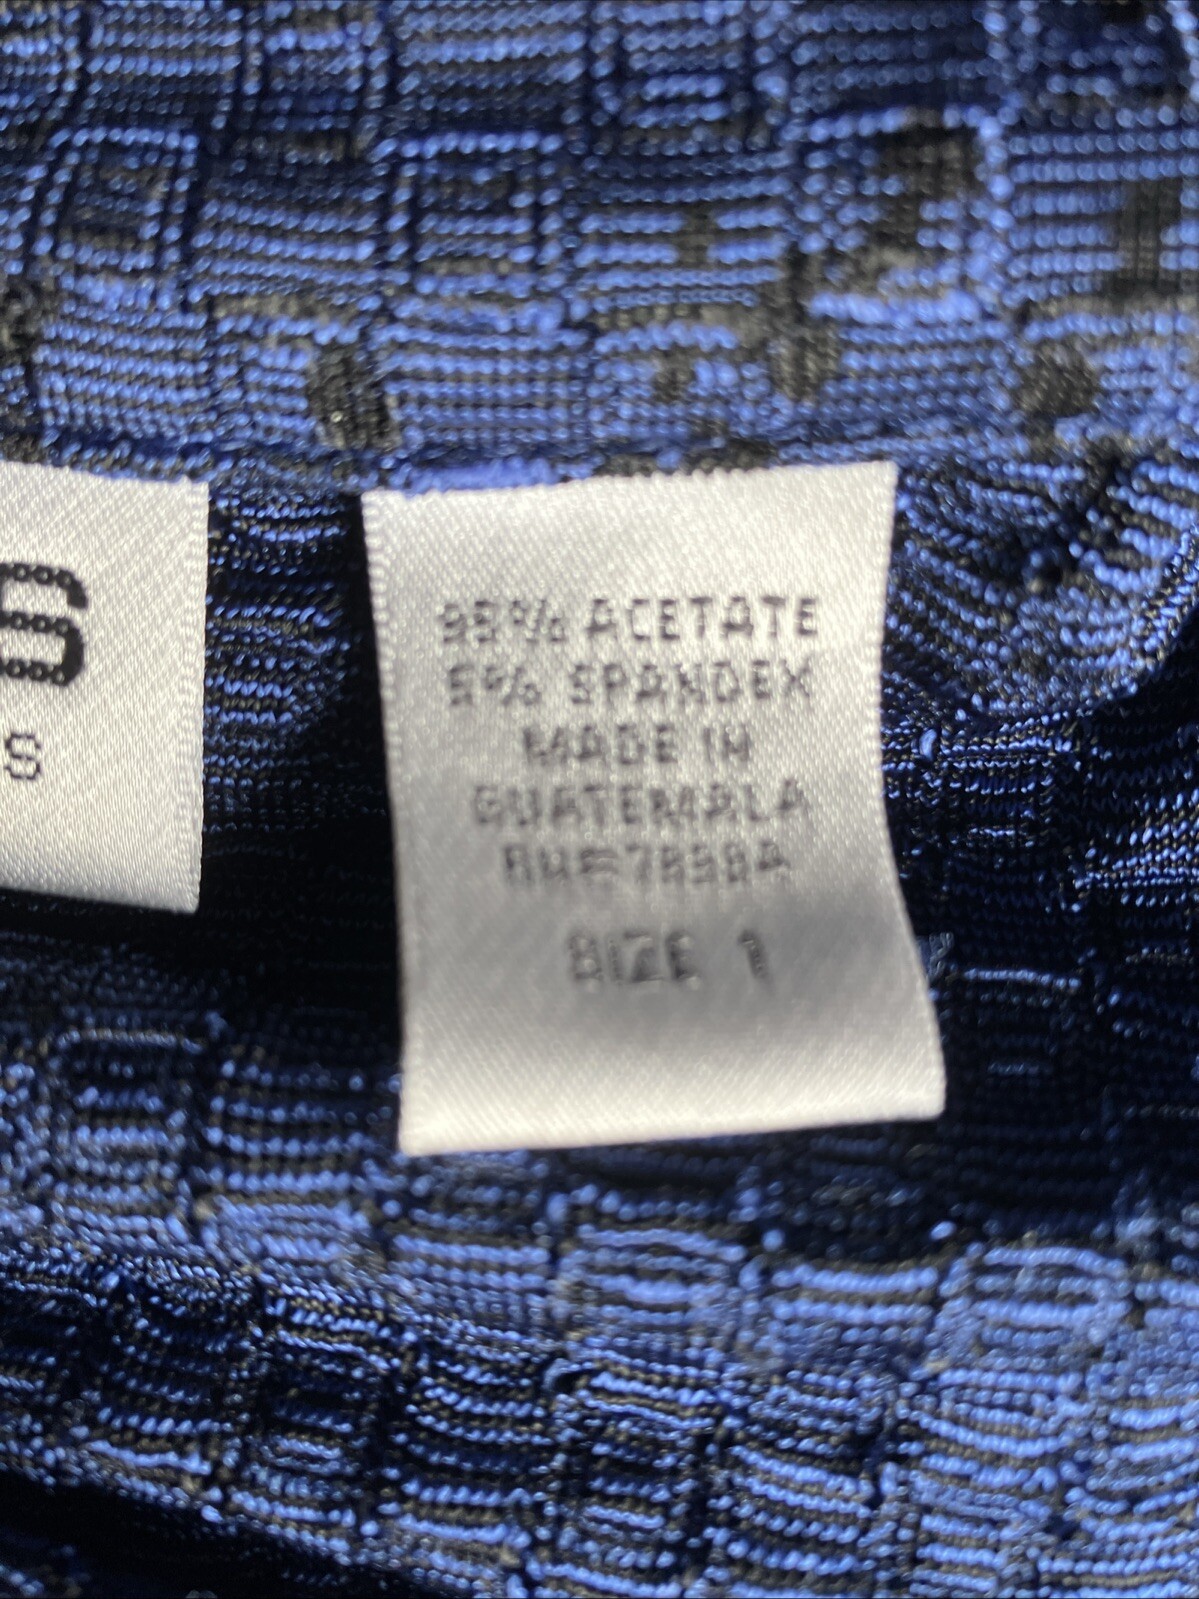 S
95% ACETATE
5% SPANDEX
MADE IN
GUATEMALA
SIZE 1